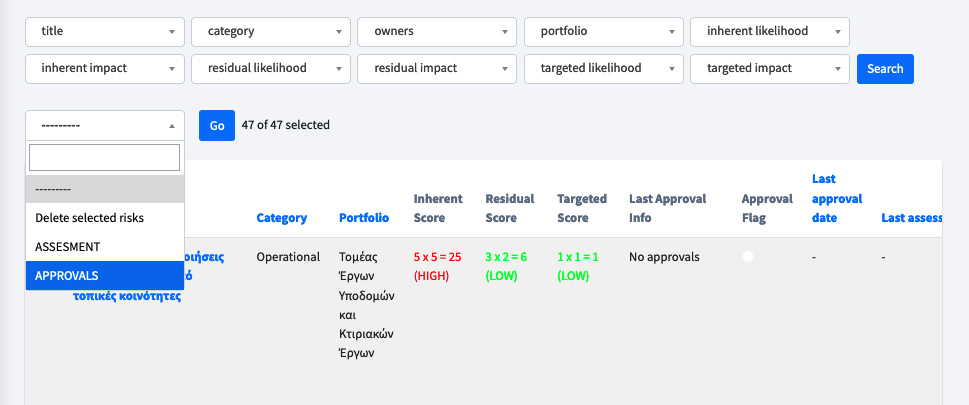 title category owners portfolio inherent likelihood
inherent impact residual likelihood residual impact targeted likelihood targeted impact Search
--------- Go 47 of 47 selected
---------
Delete selected risks
ASSESMENT
APPROVALS
Category Portfolio Inherent Score Residual Score Targeted Score Last Approval Info Approval Flag Last approval date Last assess
οιήσεις
ό
τοπικές κοινότητες
Operational
Τομέας
Έργων
Υποδομών
και
Κτιριακών
Έργων
5 x 5 = 25
(HIGH)
3 x 2 = 6
(LOW)
1 x 1 = 1
(LOW)
No approvals
-
-